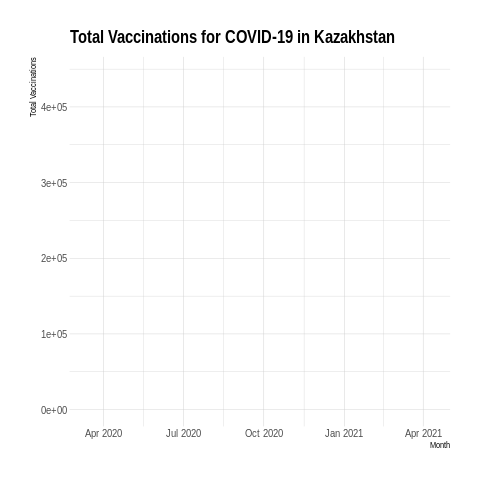 Total Vaccinations for COVID-19 in Kazakhstan
Total Vaccinations
4e+05
3e+05
2e+05
1e+05
0e+00
Apr 2020 Jul 2020 Oct 2020 Jan 2021 Apr 2021
Month